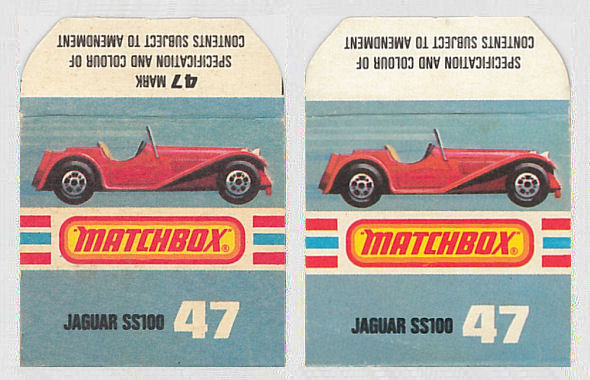 47 MARK
SPECIFICATION AND COLOUR OF
CONTENTS SUBJECT TO AMENDMENT
MATCHBOX®
JAGUAR SS100 47
SPECIFICATION AND COLOUR OF
CONTENTS SUBJECT TO AMENDMENT
MATCHBOX®
JAGUAR SS100 47